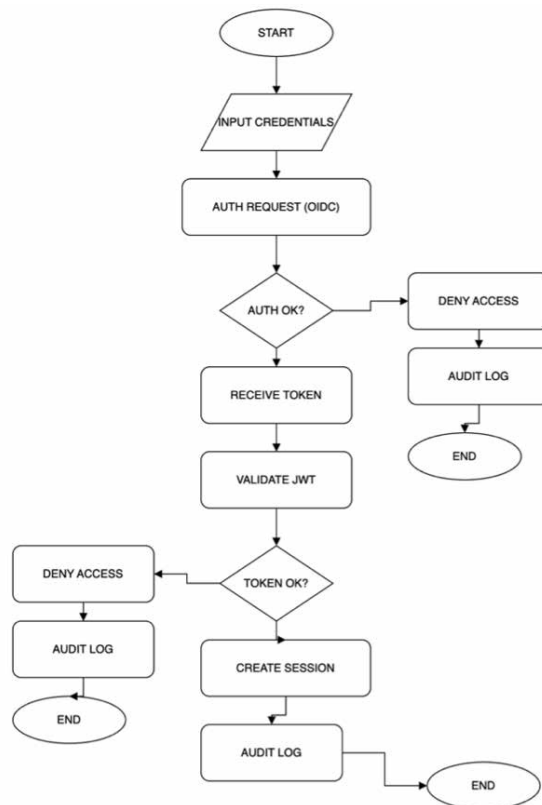 START
INPUT CREDENTIALS
AUTH REQUEST (OIDC)
AUTH OK?
DENY ACCESS
AUDIT LOG
END
RECEIVE TOKEN
VALIDATE JWT
TOKEN OK?
DENY ACCESS
AUDIT LOG
END
CREATE SESSION
AUDIT LOG
END